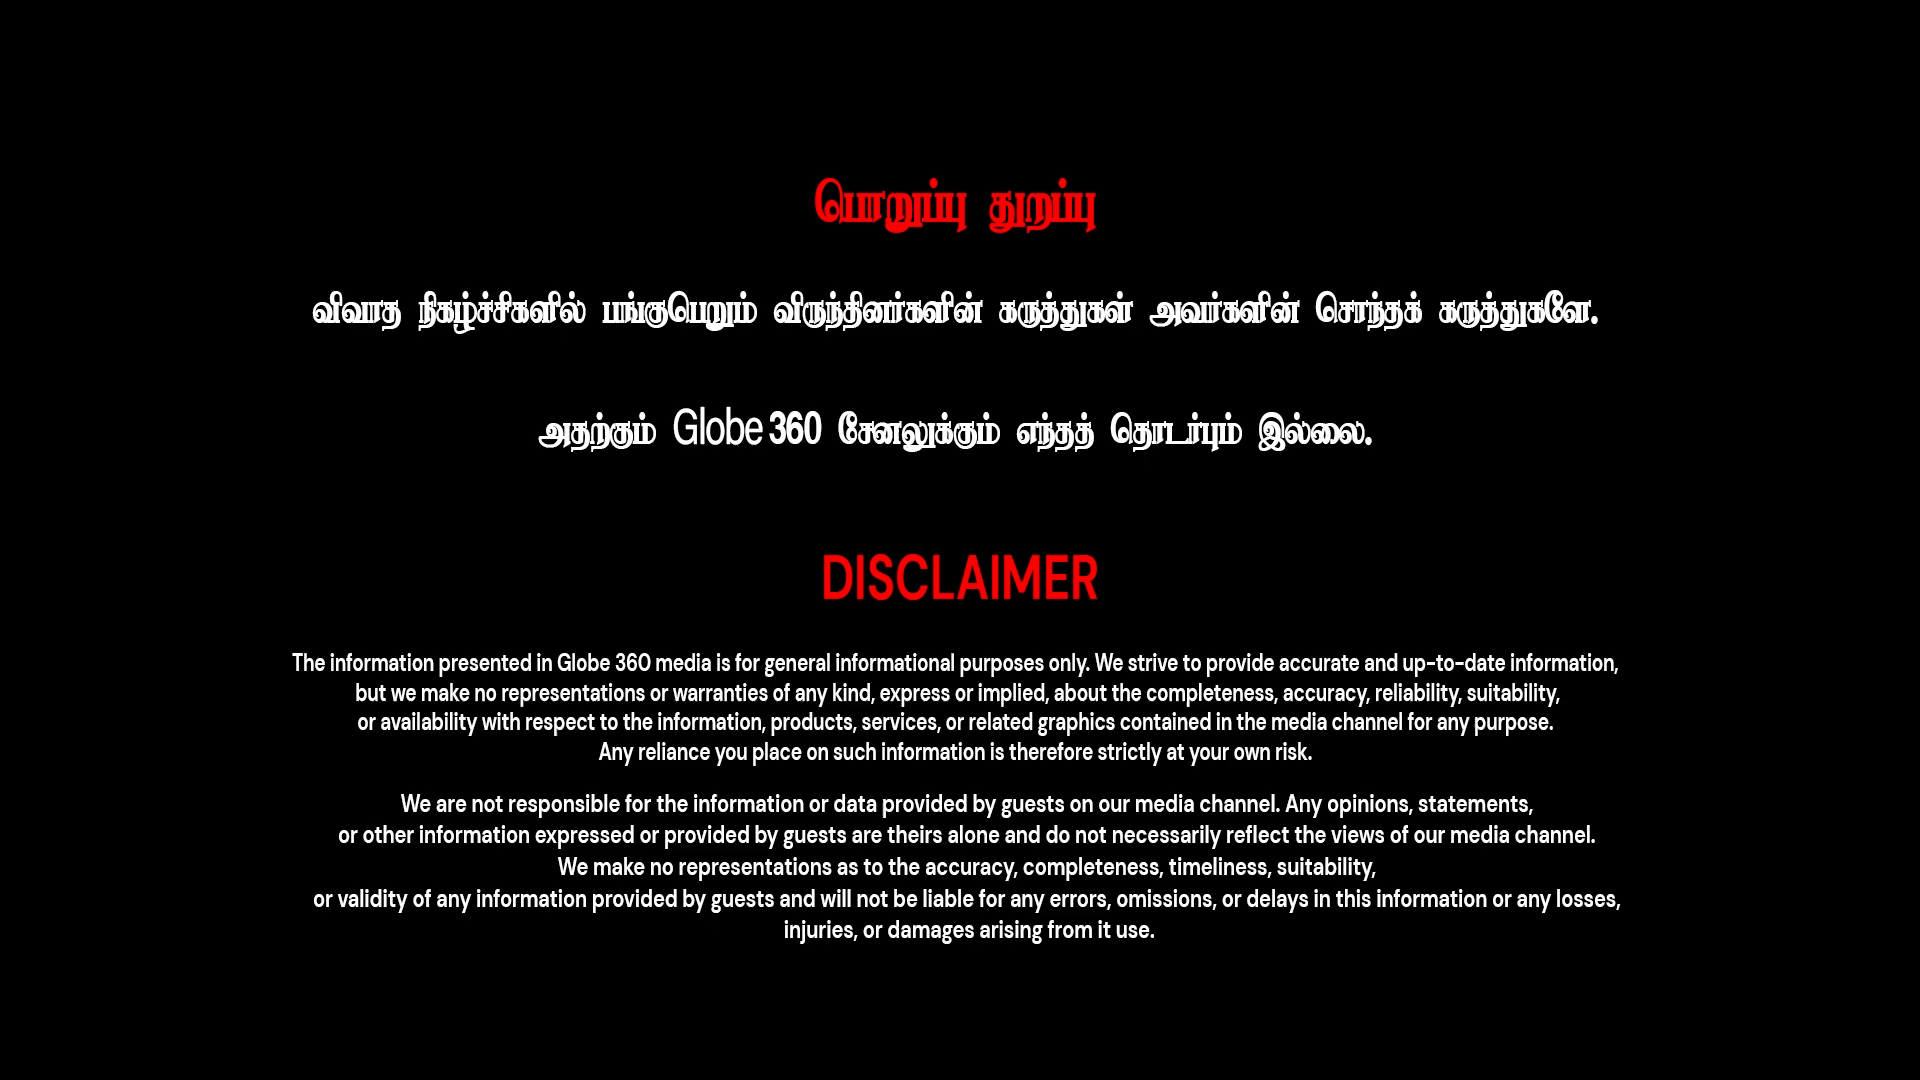 பொறுப்பு துறப்பு
விவாத நிகழ்ச்சிகளில் பங்குபெறும் விருந்தினர்களின் கருத்துகள் அவர்களின் சொந்தக் கருத்துகளே.
அதற்கும் Globe 360 சேனலுக்கும் எந்தத் தொடர்பும் இல்லை.
DISCLAIMER
The information presented in Globe 360 media is for general informational purposes only. We strive to provide accurate and up-to-date information,
but we make no representations or warranties of any kind, express or implied, about the completeness, accuracy, reliability, suitability,
or availability with respect to the information, products, services, or related graphics contained in the media channel for any purpose.
Any reliance you place on such information is therefore strictly at your own risk.
We are not responsible for the information or data provided by guests on our media channel. Any opinions, statements,
or other information expressed or provided by guests are theirs alone and do not necessarily reflect the views of our media channel.
We make no representations as to the accuracy, completeness, timeliness, suitability,
or validity of any information provided by guests and will not be liable for any errors, omissions, or delays in this information or any losses,
injuries, or damages arising from it use.